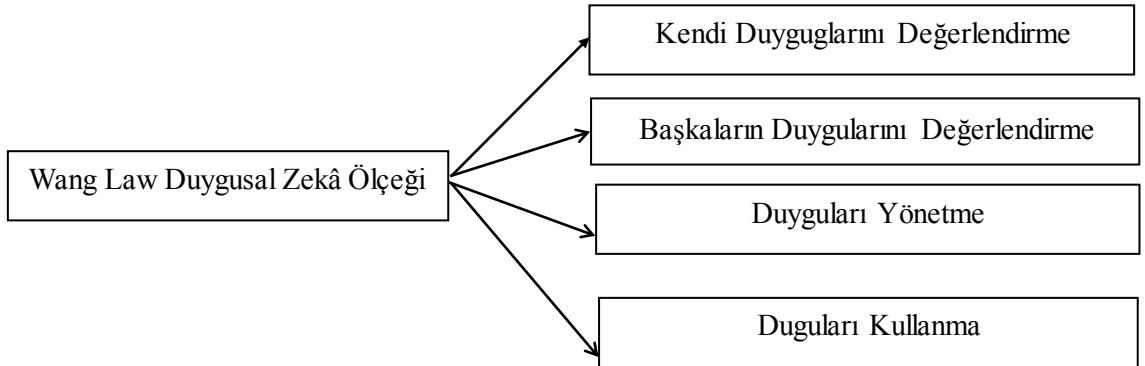 Kendi Duyguglarını Değerlendirme
Başkaların Duygularını Değerlendirme
Wang Law Duygusal Zekâ Ölçeği
Duyguları Yönetme
Duguları Kullanma